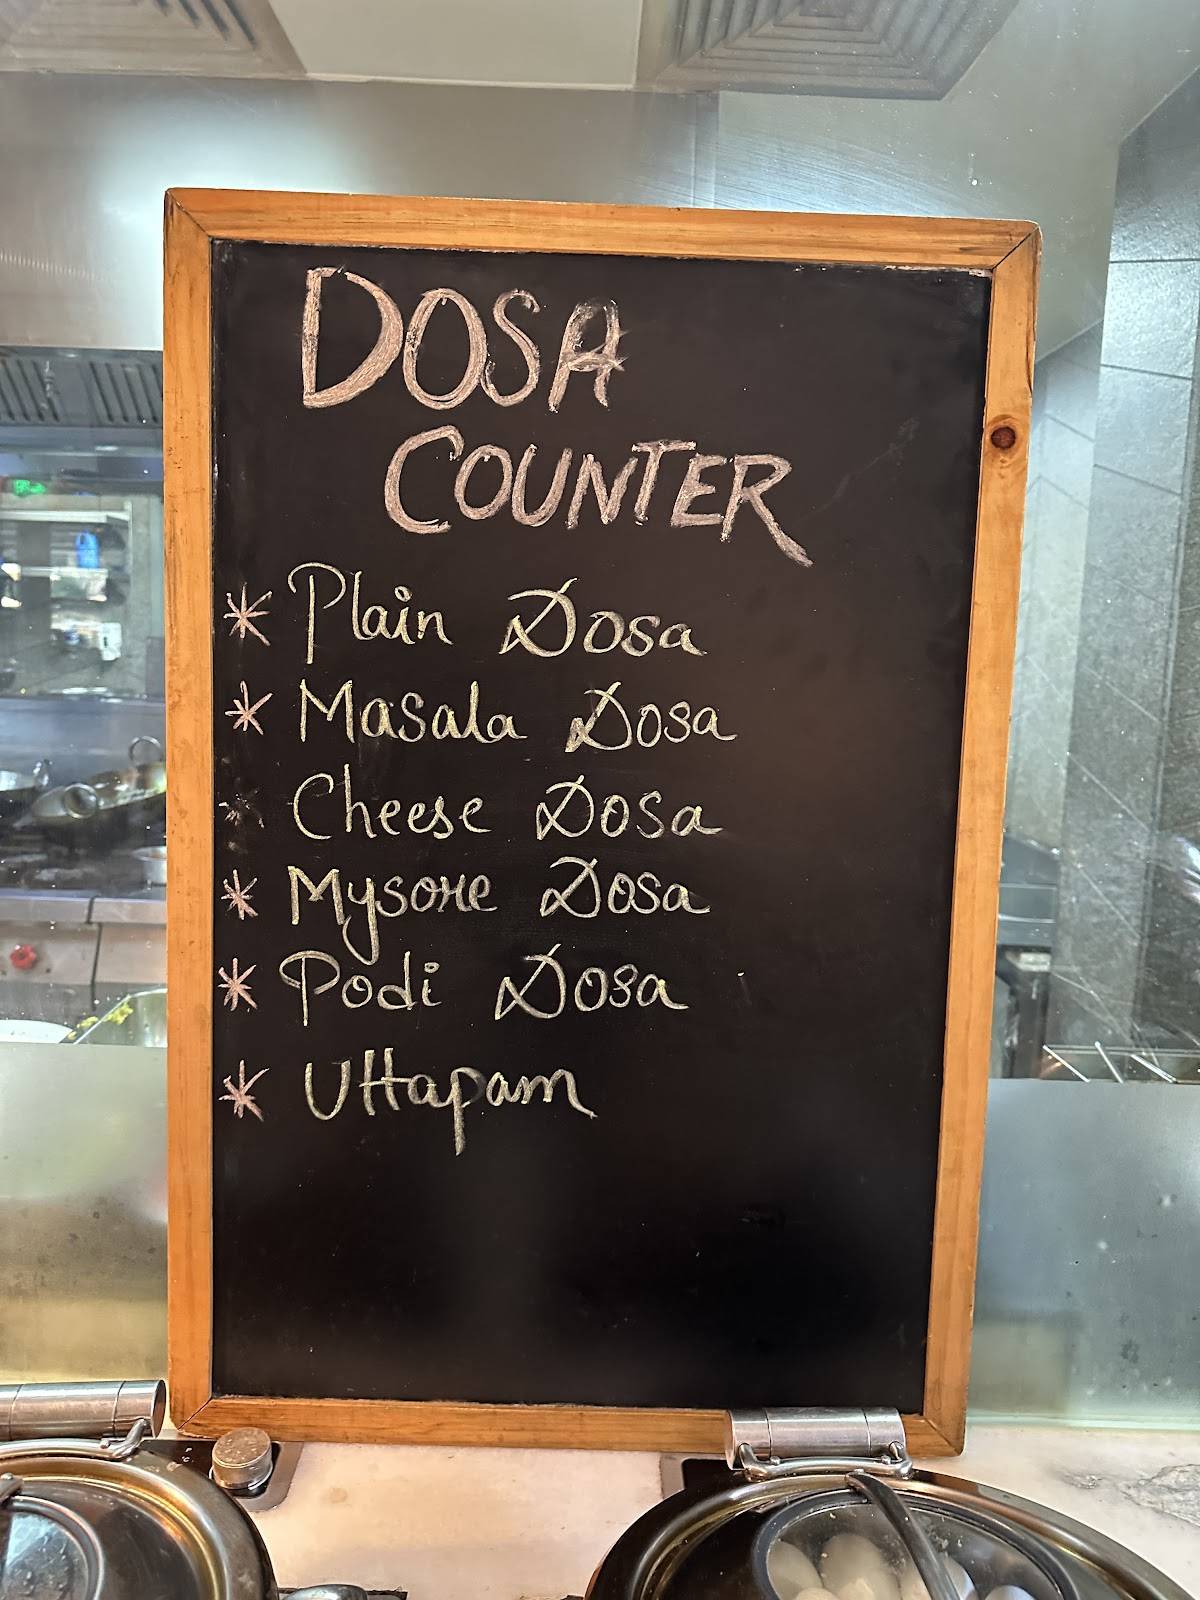 DOSA
COUNTER
* Plain Dosa
* Masala Dosa
* Cheese Dosa
* Mysore Dosa
* Podi Dosa
* Uttapam